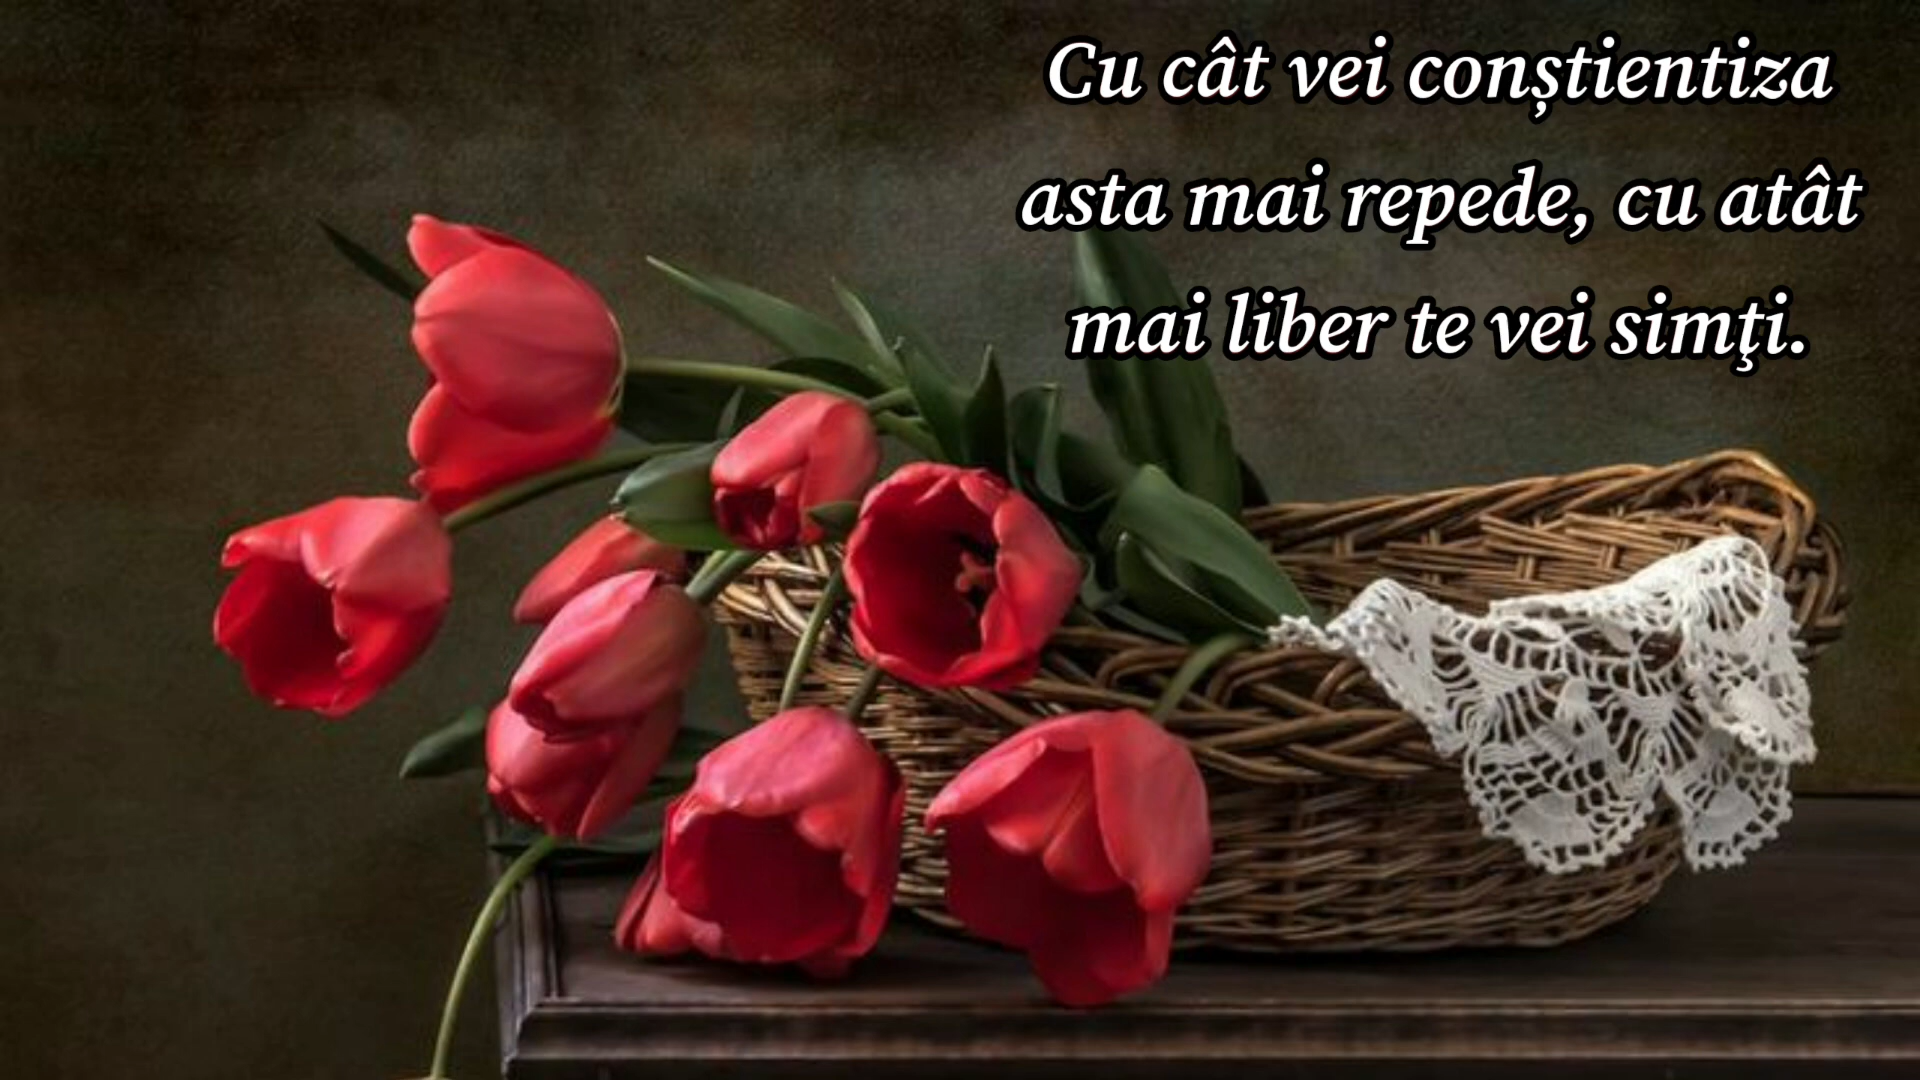 Cu cât vei conștientiza
asta mai repede, cu atât
mai liber te vei simţi.